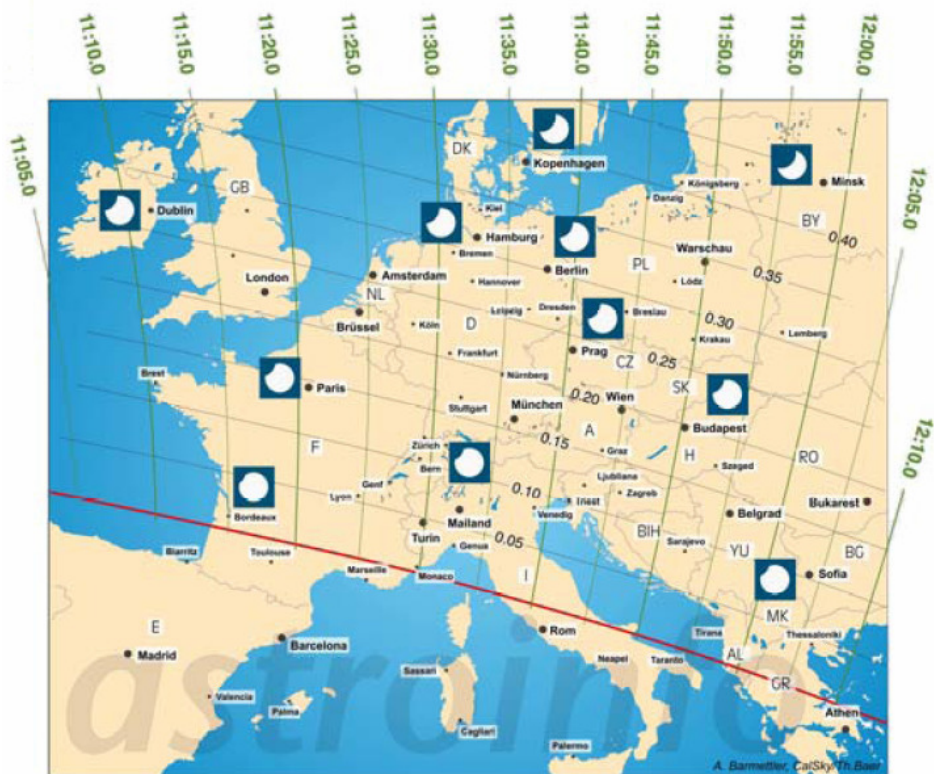 11:10.0
11:15.0
11:20.0
11:25.0
11:30.0
11:35.0
11:40.0
11:45.0
11:50.0
11:55.0
12:00.0
11:05.0
12:05.0
12:10.0
DK
Kopenhagen
Königsberg
Minsk
GB
Danzig
Dublin
Kiel
BY
Hamburg
0.40
Bremen
Warschau
London
Amsterdam
Berlin
PL
0.35
NL
Hannover
Lódz
Brüssel
Leipzig
Dresden
Breslau
Köln
D
0.30
Lemberg
Krakau
Prag
Frankfurt
CZ
0.25
Brest
Nürnberg
Paris
SK
0.20
Wien
Stuttgart
München
Budapest
A
0.15
F
Zürich
Graz
H
RO
Bern
Szeged
Ljubliana
Genf
0.10
Triest
Zagreb
Lyon
Bukarest
Bordeaux
Mailand
Venedig
Belgrad
Turin
BIH
0.05
Genua
Sarajevo
YU
BG
Biarritz
Toulouse
Marseille
Monaco
I
Sofia
MK
E
Rom
Tirana
Thessaloniki
Barcelona
Madrid
AL
Neapel
Taranto
Sassari
GR
Valencia
Palma
Athen
Cagliari
Palermo
astroinfo
A. Barmettler, CalSky/Th.Baer